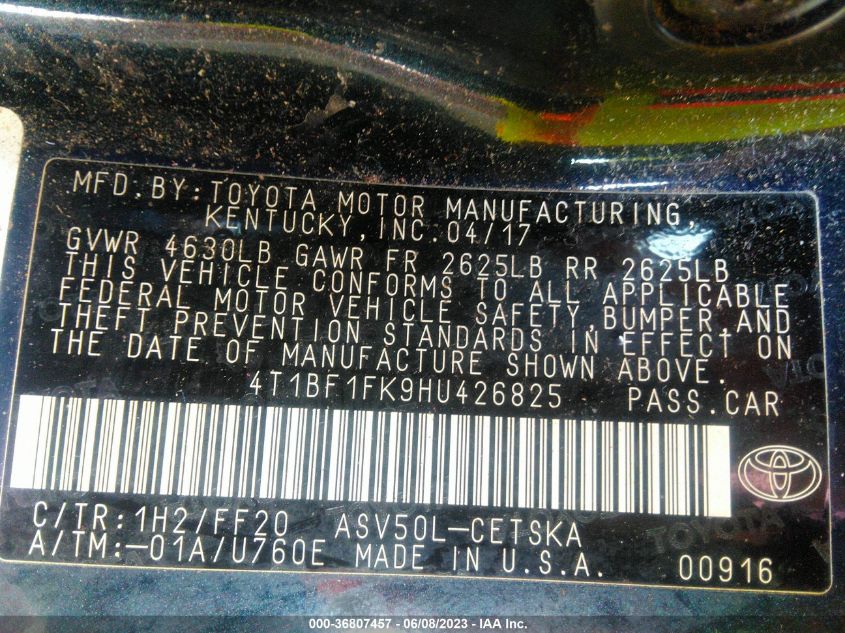 MFD.BY:TOYOTA MOTOR MANUFACTURING,
KENTUCKY,INC.04/17
GVWR 4630LB GAWR FR 2625LB RR 2625LB
THIS VEHICLE CONFORMS TO ALL APPLICABLE
FEDERAL MOTOR VEHICLE SAFETY,BUMPER,AND
THEFT PREVENTION STANDARDS IN EFFECT ON
THE DATE OF MANUFACTURE SHOWN ABOVE.
4T1BF1FK9HU426825 PASS.CAR
C/TR:1H2/FF20 ASV50L-CETSKA
A/TM:-01A/U760E MADE IN U.S.A. 00916
TOYOTA
000-36807457 - 06/08/2023 - IAA Inc.